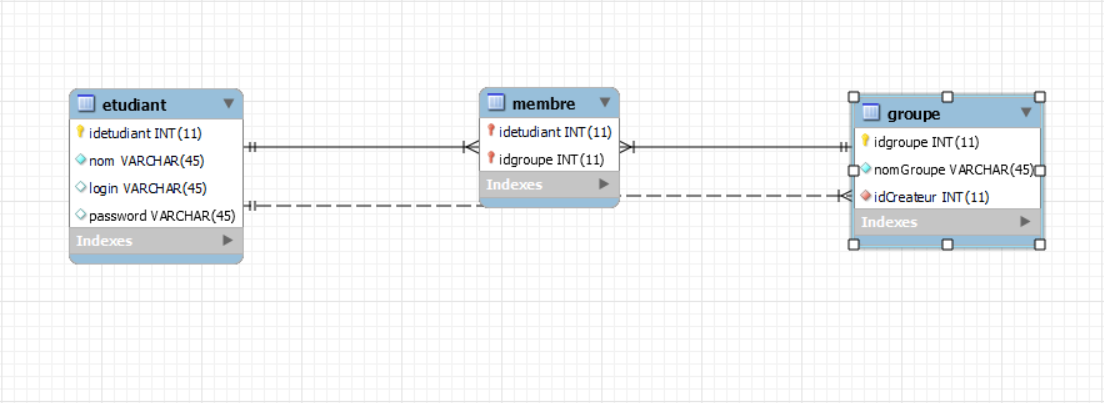 etudiant
idetudiant INT(11)
nom VARCHAR(45)
login VARCHAR(45)
password VARCHAR(45)
Indexes
membre
idetudiant INT(11)
idgroupe INT(11)
Indexes
groupe
idgroupe INT(11)
nomGroupe VARCHAR(45)
idCreateur INT(11)
Indexes